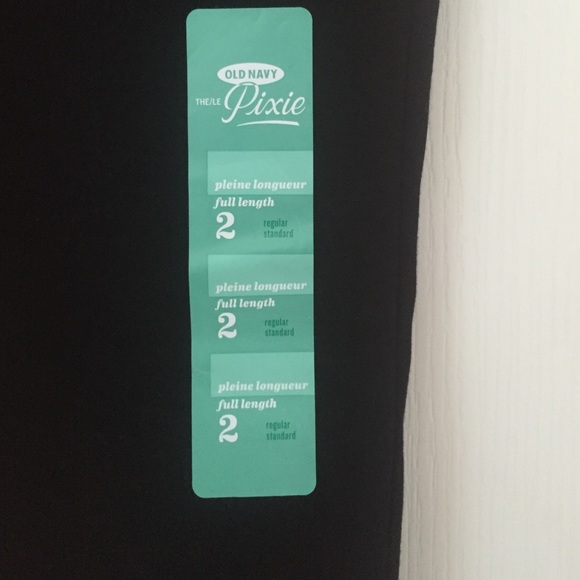 OLD NAVY
THE/LE Pixie
pleine longueur
full length
2 regular
standard
pleine longueur
full length
2 regular
standard
pleine longueur
full length
2 regular
standard